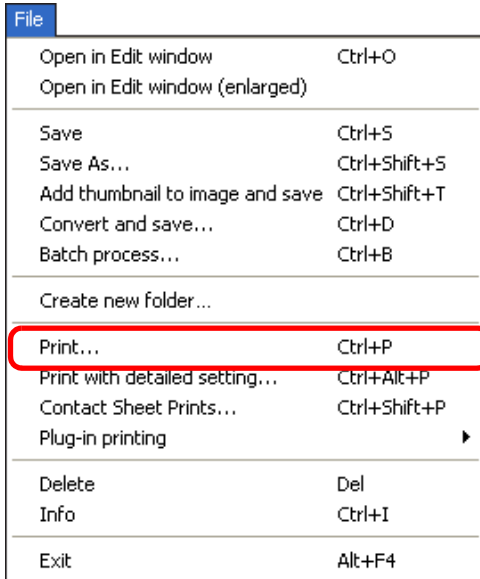 File
Open in Edit window Ctrl+O
Open in Edit window (enlarged)
Save Ctrl+S
Save As... Ctrl+Shift+S
Add thumbnail to image and save Ctrl+Shift+T
Convert and save... Ctrl+D
Batch process... Ctrl+B
Create new folder...
Print... Ctrl+P
Print with detailed setting... Ctrl+Alt+P
Contact Sheet Prints... Ctrl+Shift+P
Plug-in printing
Delete Del
Info Ctrl+I
Exit Alt+F4